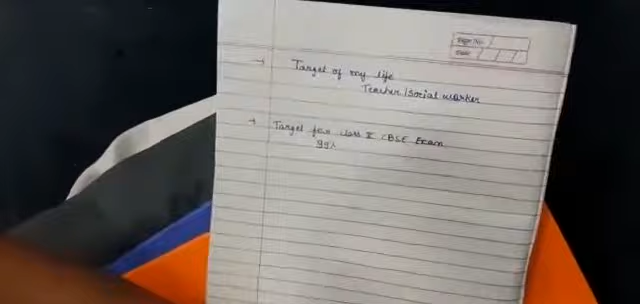 Page No.
Date
→ Target of my life
Teacher/Social worker
→ Target for class X CBSE Exam
99%